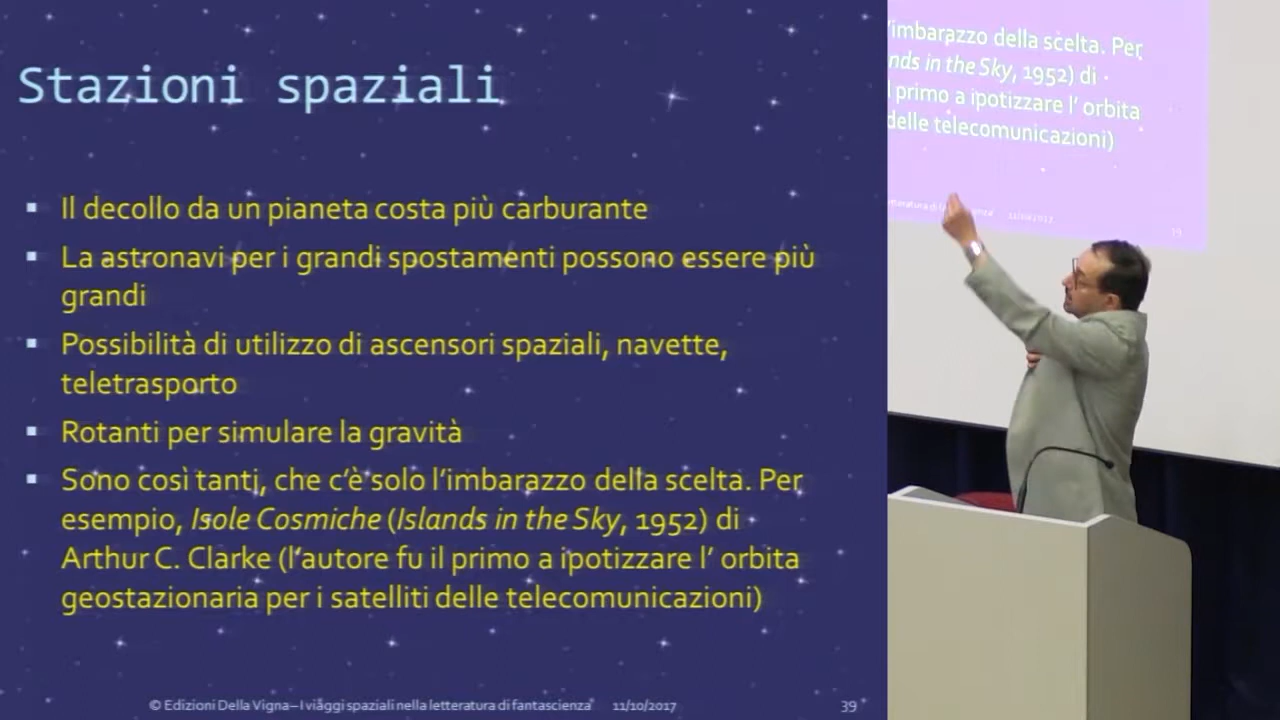 Stazioni spaziali
Il decollo da un pianeta costa più carburante
La astronavi per i grandi spostamenti possono essere più
grandi
Possibilità di utilizzo di ascensori spaziali, navette,
teletrasporto
Rotanti per simulare la gravità
Sono così tanti, che c'è solo l'imbarazzo della scelta. Per
esempio, Isole Cosmiche (Islands in the Sky, 1952) di
Arthur C. Clarke (l'autore fu il primo a ipotizzare l' orbita
geostazionaria per i satelliti delle telecomunicazioni)
© Edizioni Della Vigna – I viaggi spaziali nella letteratura di fantascienza 11/10/2017 39
'imbarazzo della scelta. Per
nds in the Sky, 1952) di
l primo a ipotizzare l' orbita
delle telecomunicazioni)
11/10/2017
39